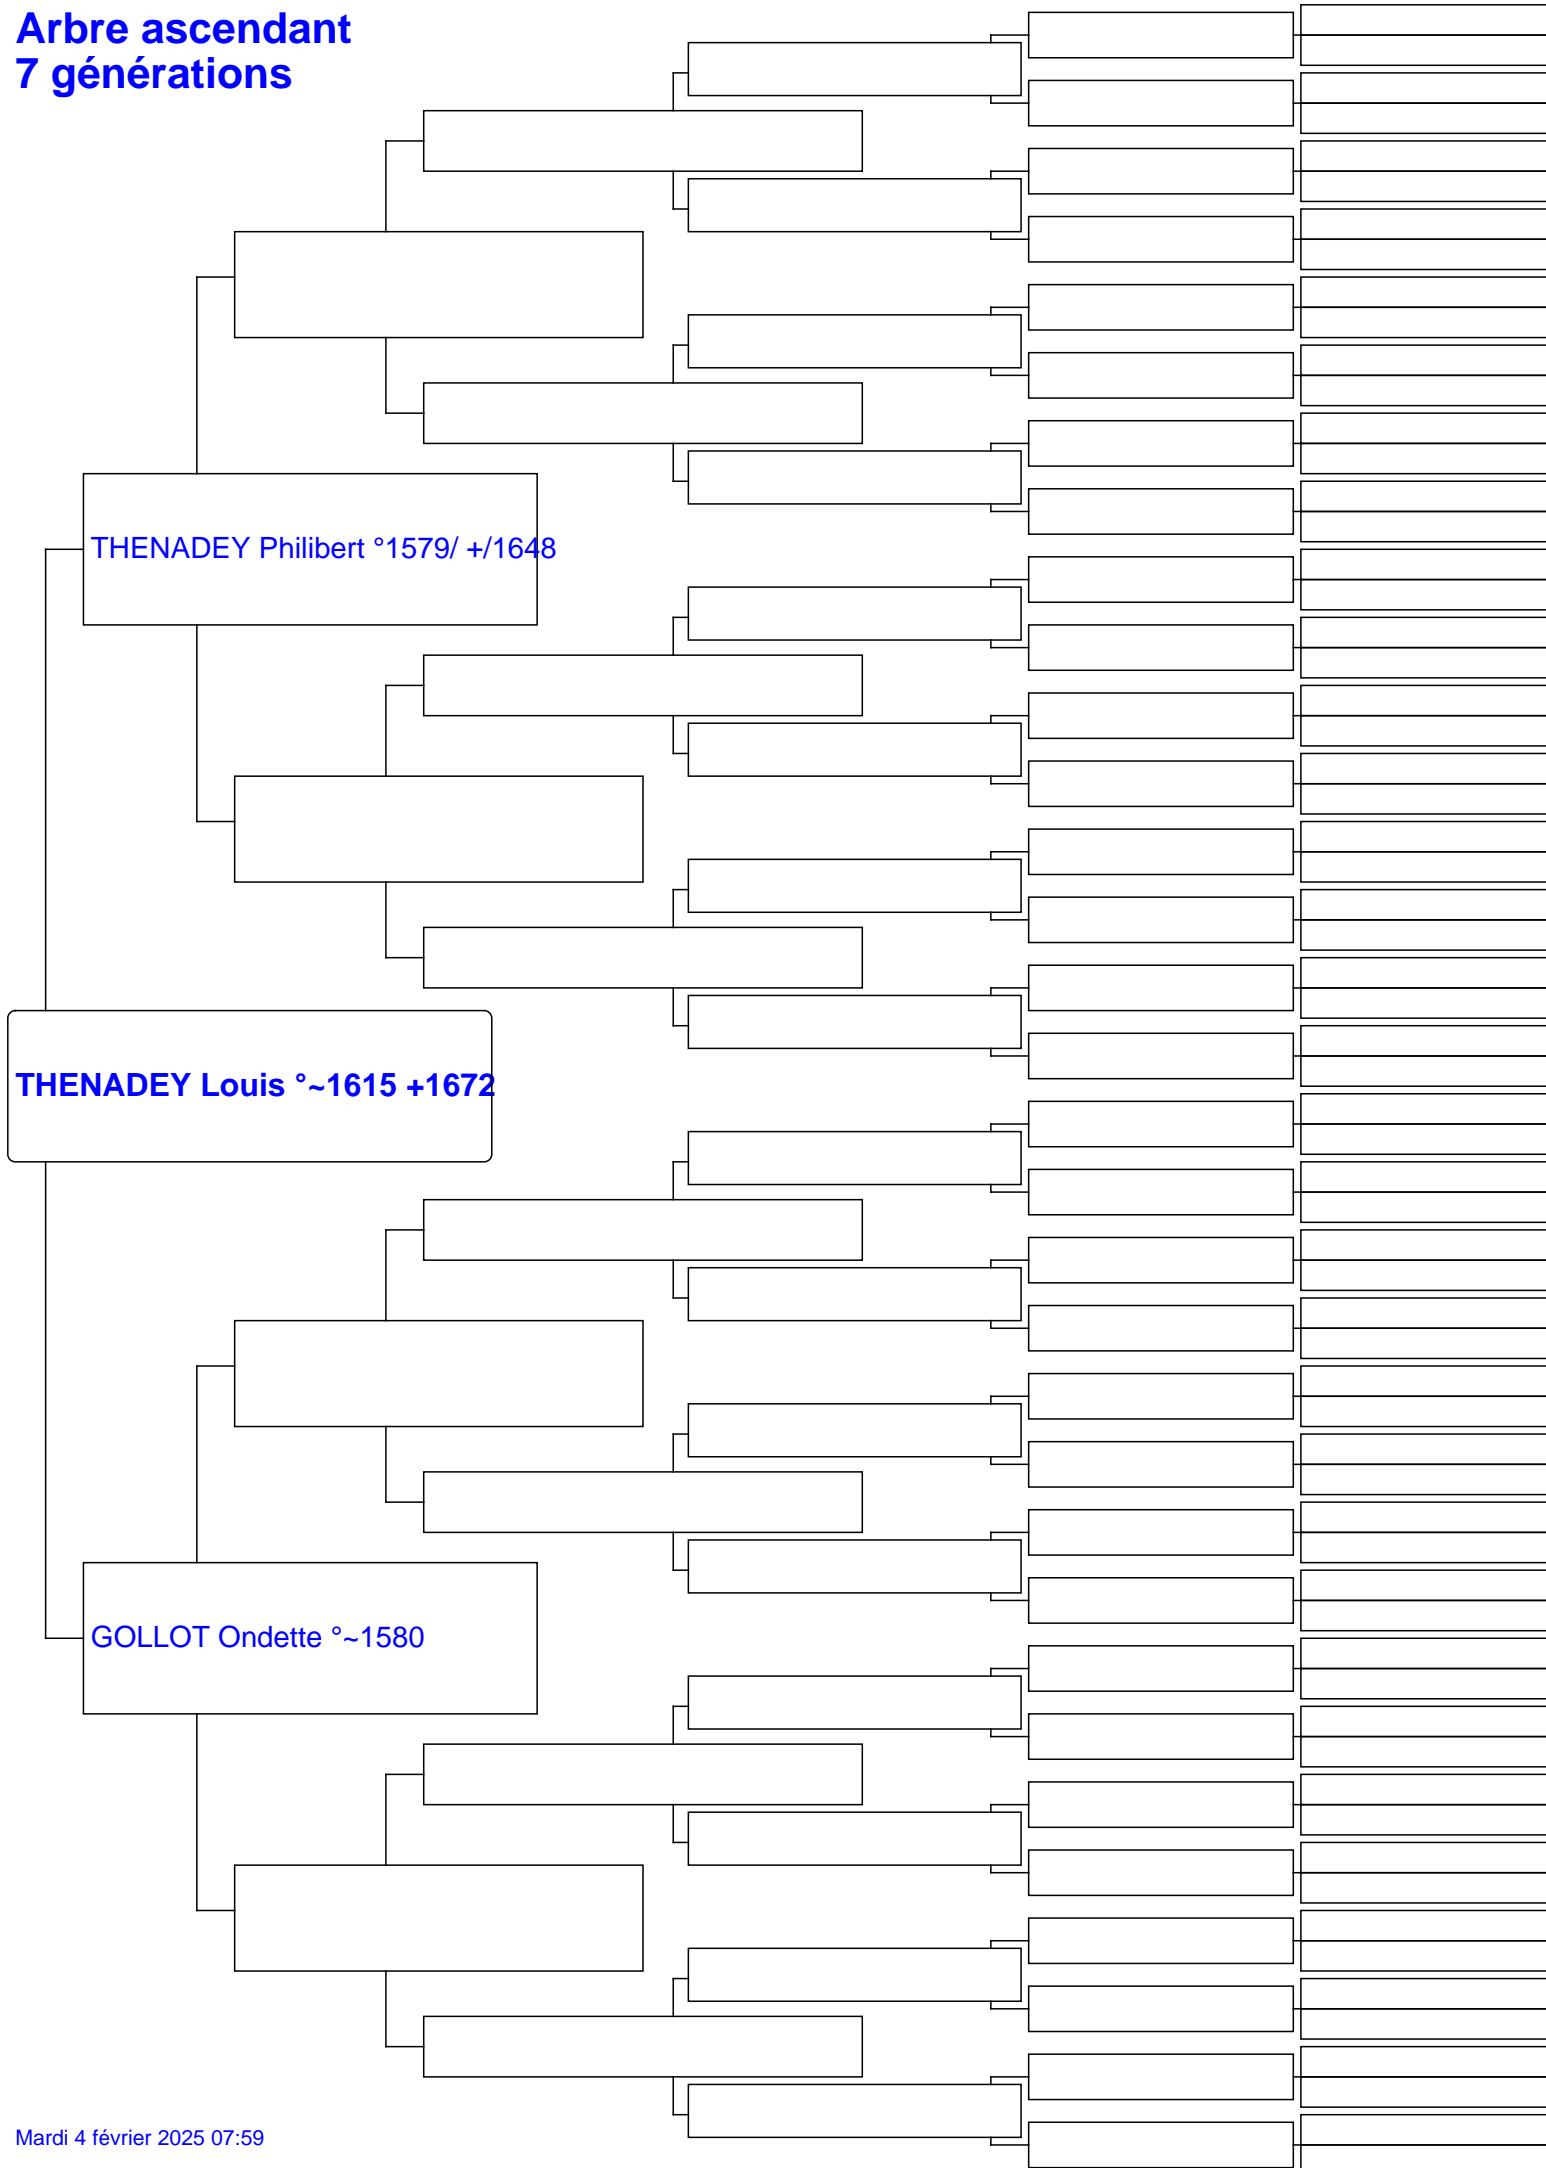 Arbre ascendant
7 générations
THENADEY Philibert °1579/ +/1648
THENADEY Louis °~1615 +1672
GOLLOT Ondette °~1580
Mardi 4 février 2025 07:59